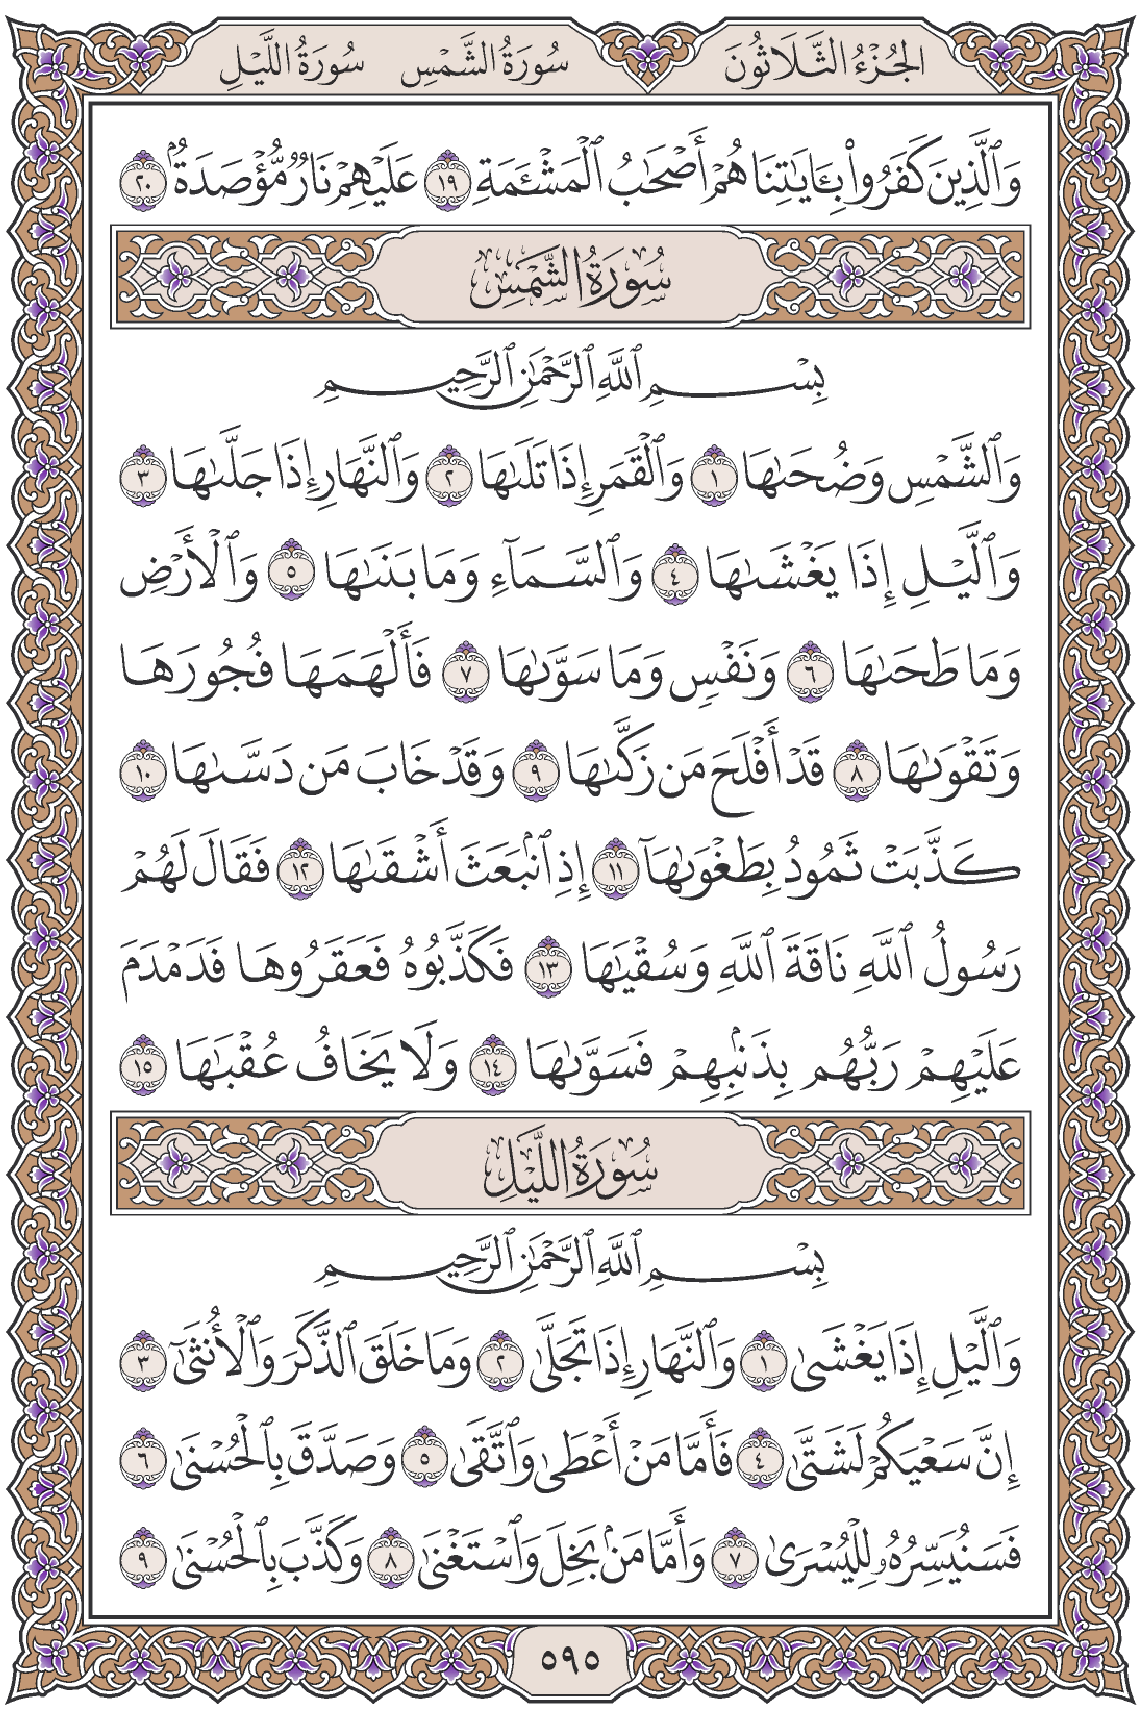 الجُزْءُ الثَّلَاثُونَ سُورَةُ الشَّمْسِ سُورَةُ اللَّيْلِ
وَٱلَّذِينَ كَفَرُوا۟ بِـَٔايَـٰتِنَا هُمْ أَصْحَـٰبُ ٱلْمَشْـَٔمَةِ ١٩ عَلَيْهِمْ نَارٌ مُّؤْصَدَةٌۢ ٢٠
سُورَةُ الشَّمْسِ
بِسْمِ ٱللَّهِ ٱلرَّحْمَـٰنِ ٱلرَّحِيمِ
وَٱلشَّمْسِ وَضُحَىٰهَا ١ وَٱلْقَمَرِ إِذَا تَلَىٰهَا ٢ وَٱلنَّهَارِ إِذَا جَلَّىٰهَا ٣
وَٱلَّيْلِ إِذَا يَغْشَىٰهَا ٤ وَٱلسَّمَآءِ وَمَا بَنَىٰهَا ٥ وَٱلْأَرْضِ
وَمَا طَحَىٰهَا ٦ وَنَفْسٍ وَمَا سَوَّىٰهَا ٧ فَأَلْهَمَهَا فُجُورَهَا
وَتَقْوَىٰهَا ٨ قَدْ أَفْلَحَ مَن زَكَّىٰهَا ٩ وَقَدْ خَابَ مَن دَسَّىٰهَا ١٠
كَذَّبَتْ ثَمُودُ بِطَغْوَىٰهَآ ١١ إِذِ ٱنۢبَعَثَ أَشْقَىٰهَا ١٢ فَقَالَ لَهُمْ
رَسُولُ ٱللَّهِ نَاقَةَ ٱللَّهِ وَسُقْيَـٰهَا ١٣ فَكَذَّبُوهُ فَعَقَرُوهَا فَدَمْدَمَ
عَلَيْهِمْ رَبُّهُم بِذَنۢبِهِمْ فَسَوَّىٰهَا ١٤ وَلَا يَخَافُ عُقْبَـٰهَا ١٥
سُورَةُ اللَّيْلِ
بِسْمِ ٱللَّهِ ٱلرَّحْمَـٰنِ ٱلرَّحِيمِ
وَٱلَّيْلِ إِذَا يَغْشَىٰ ١ وَٱلنَّهَارِ إِذَا تَجَلَّىٰ ٢ وَمَا خَلَقَ ٱلذَّكَرَ وَٱلْأُنثَىٰٓ ٣
إِنَّ سَعْيَكُمْ لَشَتَّىٰ ٤ فَأَمَّا مَنْ أَعْطَىٰ وَٱتَّقَىٰ ٥ وَصَدَّقَ بِٱلْحُسْنَىٰ ٦
فَسَنُيَسِّرُهُۥ لِلْيُسْرَىٰ ٧ وَأَمَّا مَنۢ بَخِلَ وَٱسْتَغْنَىٰ ٨ وَكَذَّبَ بِٱلْحُسْنَىٰ ٩
٥٩٥